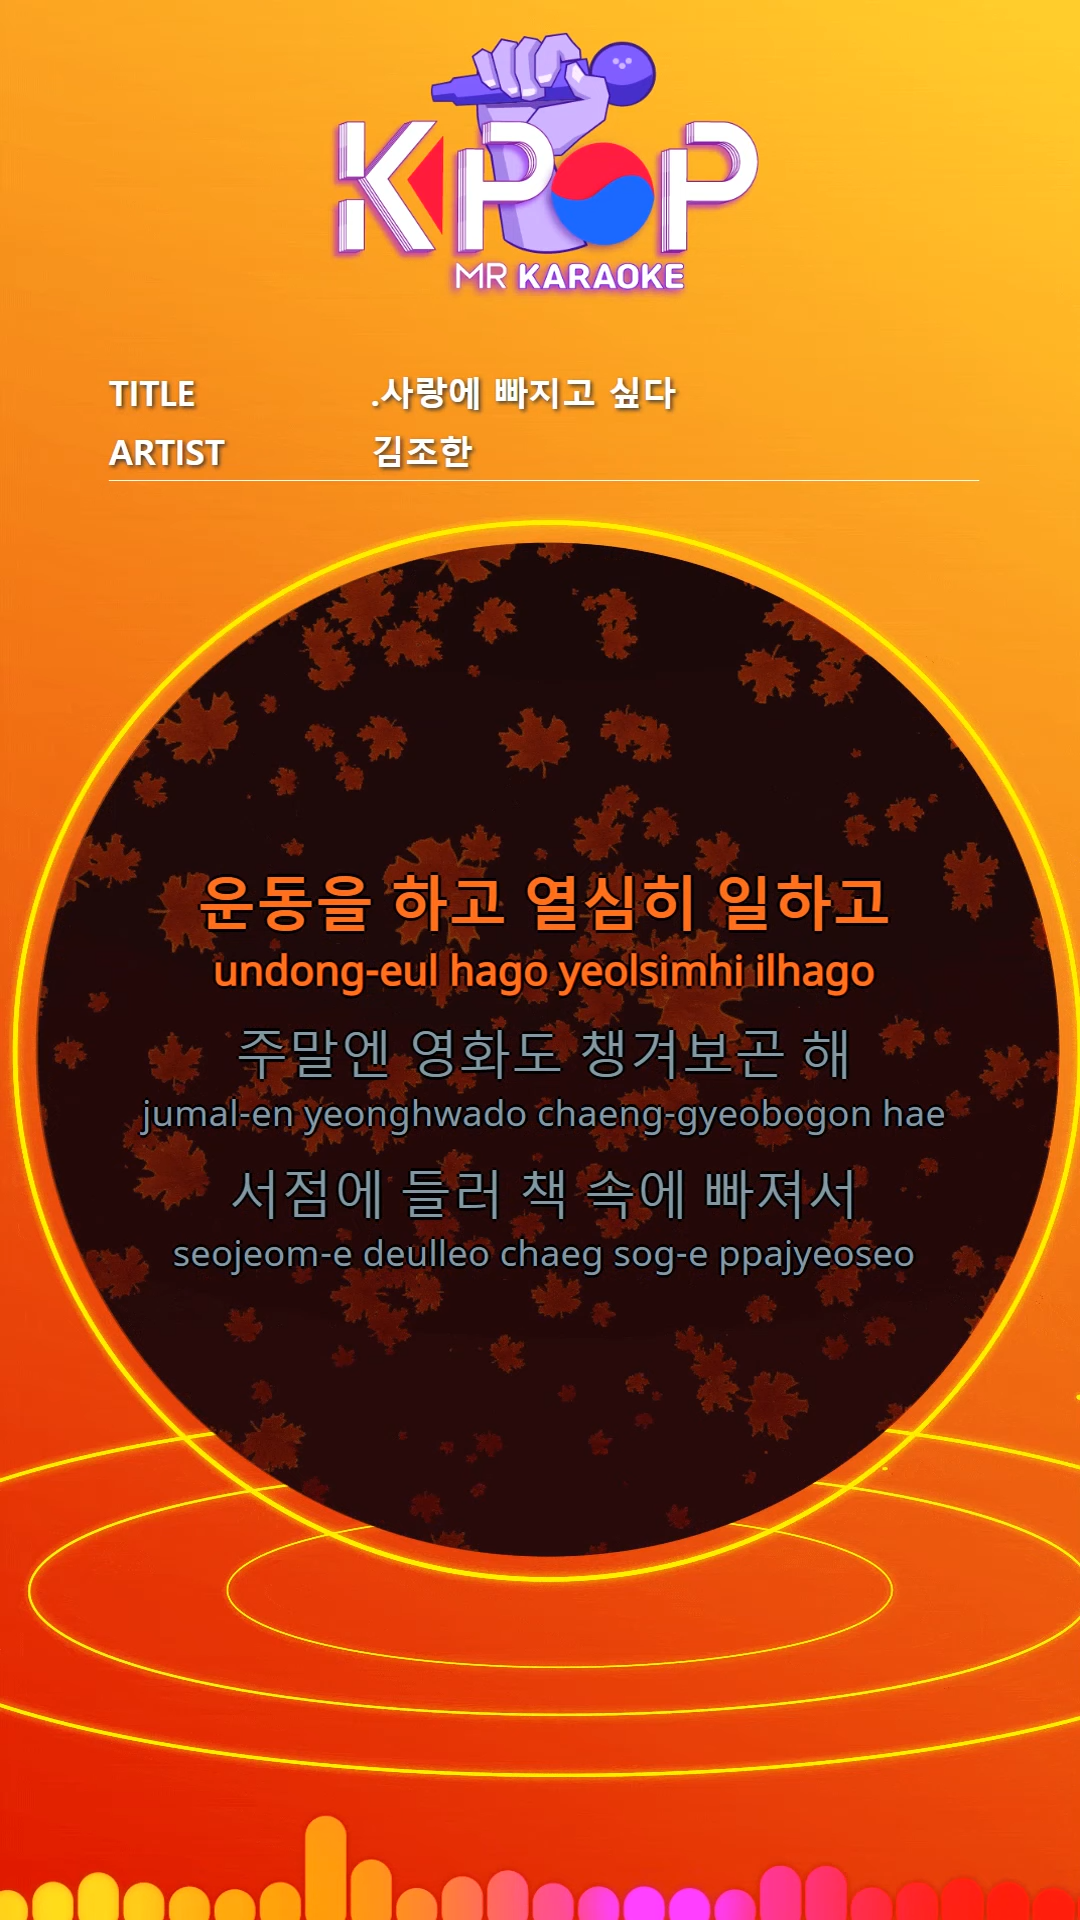 KPOP
MR KARAOKE
TITLE .사랑에 빠지고 싶다
ARTIST 김조한
운동을 하고 열심히 일하고
undong-eul hago yeolsimhi ilhago
주말엔 영화도 챙겨보곤 해
jumal-en yeonghwado chaeng-gyeobogon hae
서점에 들러 책 속에 빠져서
seojeom-e deulleo chaeg sog-e ppajyeoseo